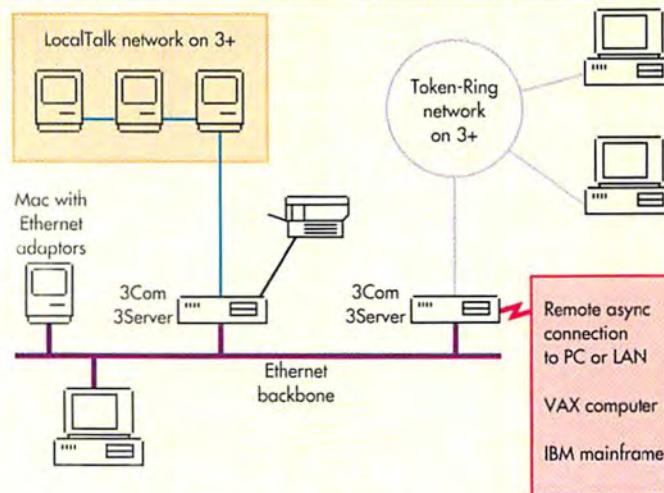 LocalTalk network on 3+
Token-Ring
network
on 3+
Mac with
Ethernet
adaptors
3Com
3Server
3Com
3Server
Ethernet
backbone
Remote async
connection
to PC or LAN
VAX computer
IBM mainframe